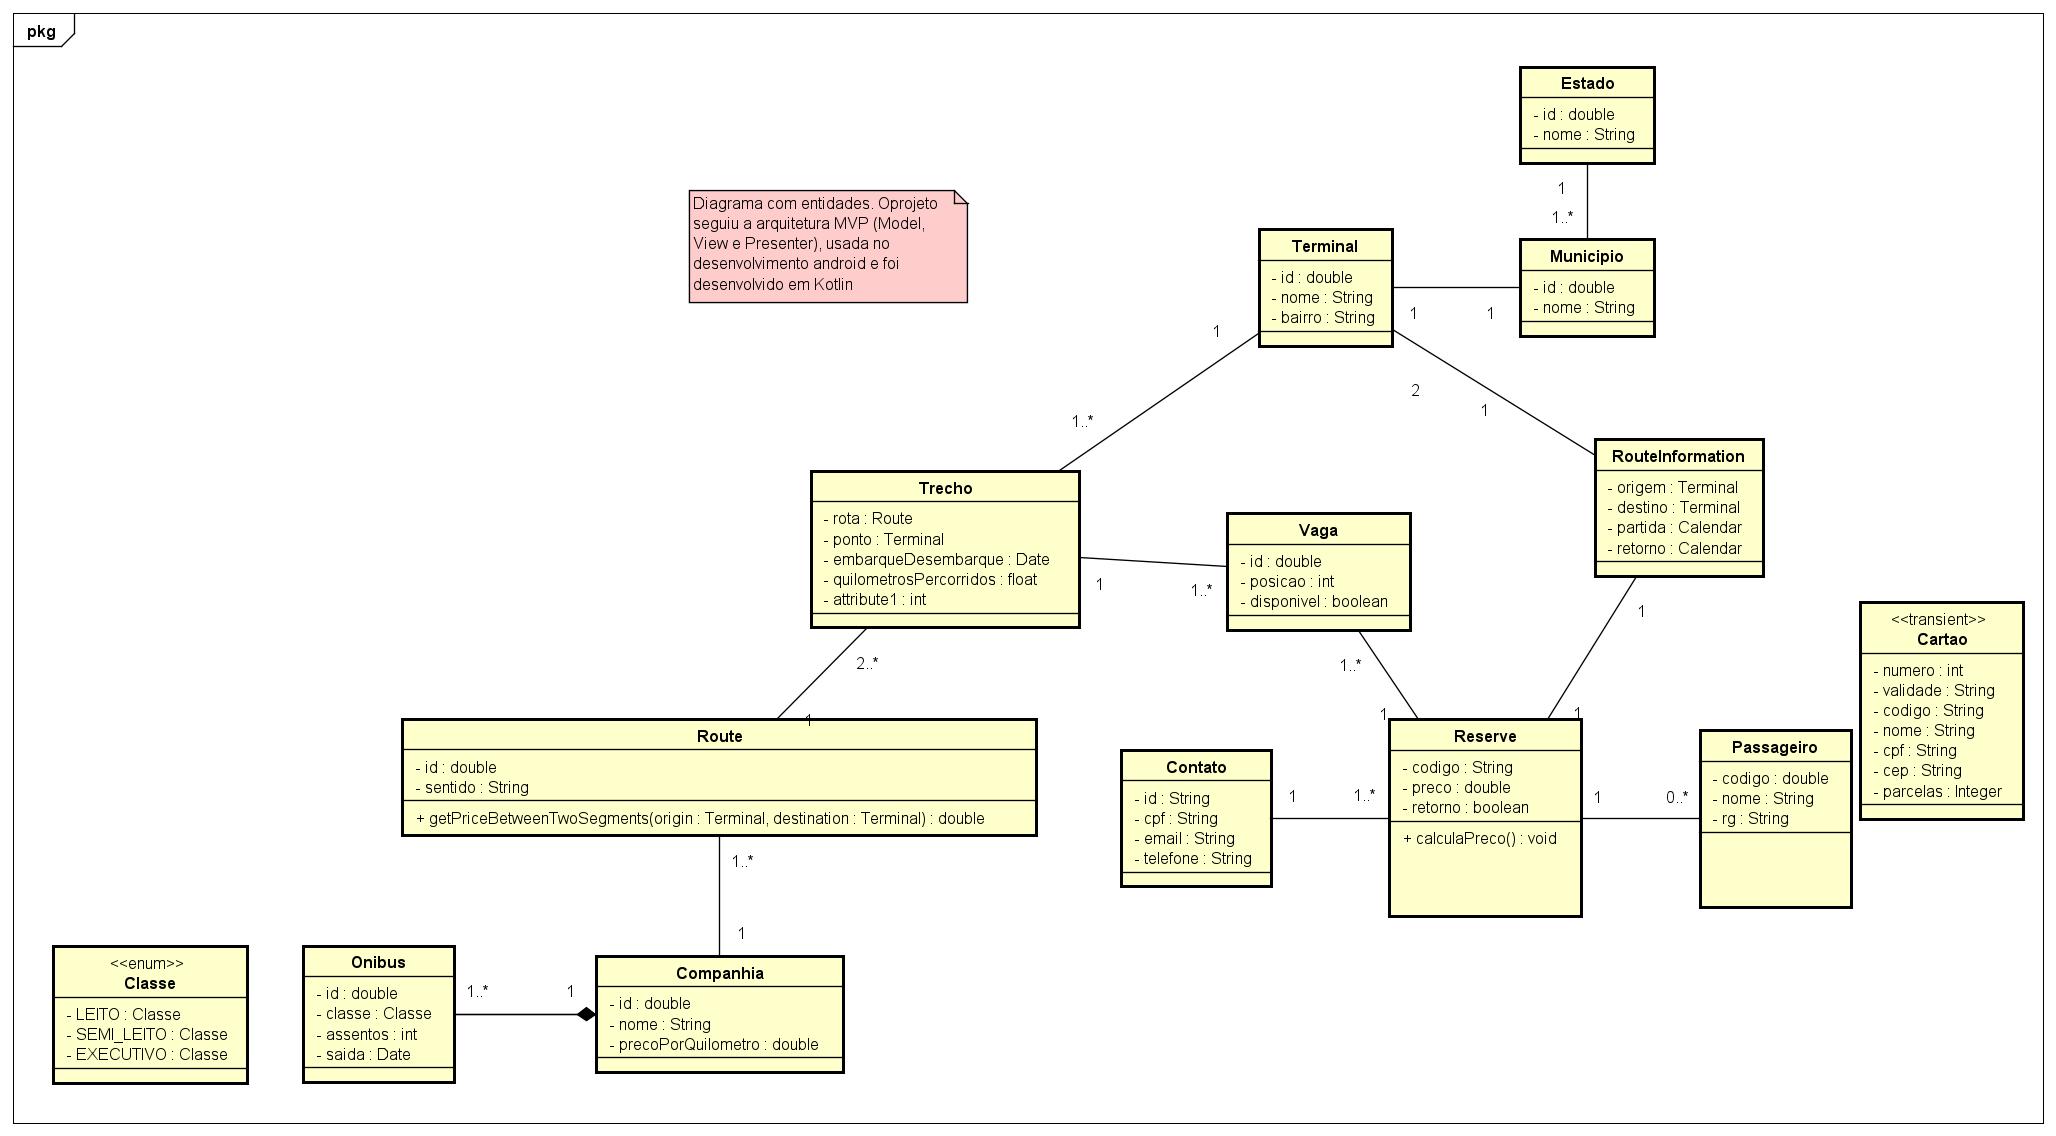 pkg
Estado
- id : double
- nome : String
1
1..*
Diagrama com entidades. Oprojeto
seguiu a arquitetura MVP (Model,
View e Presenter), usada no
desenvolvimento android e foi
desenvolvido em Kotlin
Terminal
- id : double
- nome : String
- bairro : String
Municipio
- id : double
- nome : String
1
1
1
1..*
2
1
Trecho
- rota : Route
- ponto : Terminal
- embarqueDesembarque : Date
- quilometrosPercorridos : float
- attribute1 : int
1
1..*
Vaga
- id : double
- posicao : int
- disponivel : boolean
RouteInformation
- origem : Terminal
- destino : Terminal
- partida : Calendar
- retorno : Calendar
<<transient>>
Cartao
- numero : int
- validade : String
- codigo : String
- nome : String
- cpf : String
- cep : String
- parcelas : Integer
2..*
1
1..*
1
1
1
Route
- id : double
- sentido : String
+ getPriceBetweenTwoSegments(origin : Terminal, destination : Terminal) : double
Contato
- id : String
- cpf : String
- email : String
- telefone : String
1
1..*
Reserve
- codigo : String
- preco : double
- retorno : boolean
+ calculaPreco() : void
1
0..*
Passageiro
- codigo : double
- nome : String
- rg : String
1..*
1
<<enum>>
Classe
- LEITO : Classe
- SEMI_LEITO : Classe
- EXECUTIVO : Classe
Onibus
- id : double
- classe : Classe
- assentos : int
- saida : Date
1..*
1
Companhia
- id : double
- nome : String
- precoPorQuilometro : double